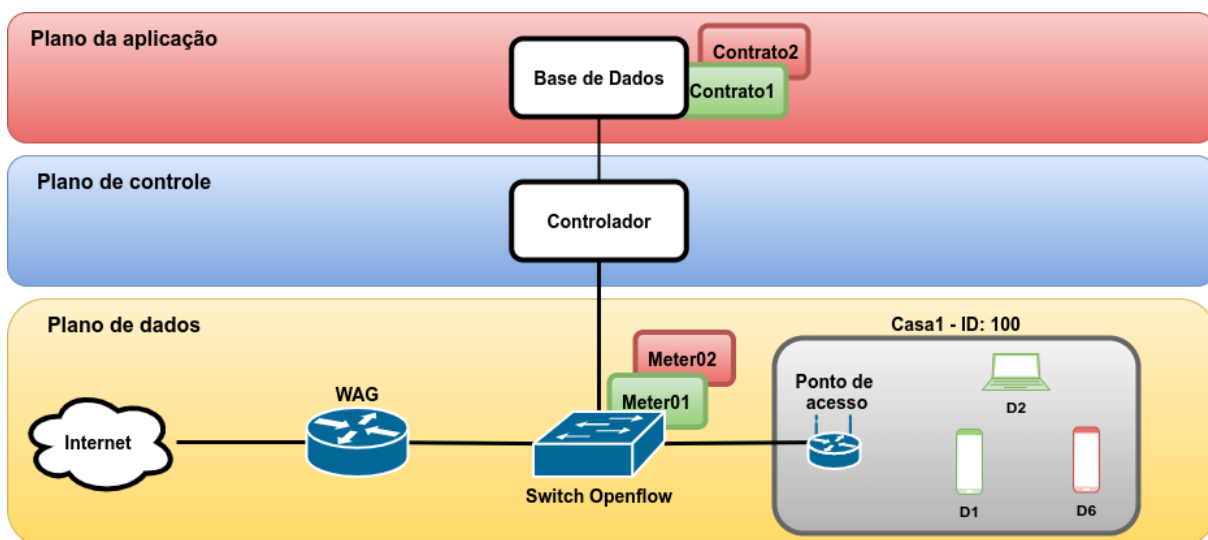 Plano da aplicação
Base de Dados
Contrato2
Contrato1
Plano de controle
Controlador
Plano de dados
Casa1 - ID: 100
Meter02
Meter01
WAG
Internet
Switch Openflow
Ponto de
acesso
D2
D1
D6